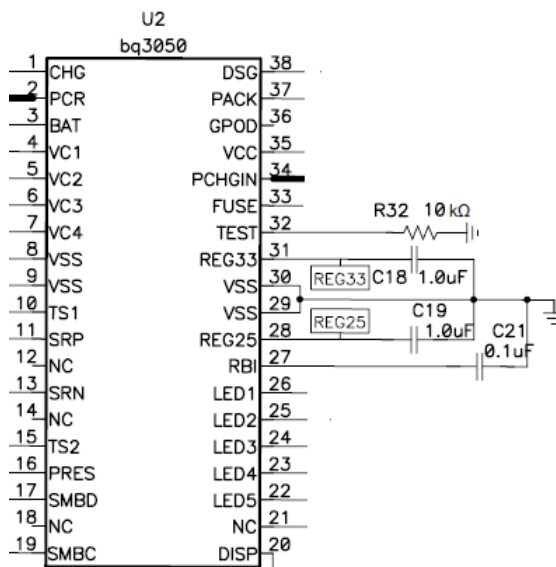 U2
bq3050
1 CHG DSG 38
2 PCR PACK 37
3 BAT GPOD 36
4 VC1 VCC 35
5 VC2 PCHGIN 34
6 VC3 FUSE 33
7 VC4 TEST 32 R32 10 kΩ
8 VSS REG33 31
REG33 C18 1.0uF
9 VSS VSS 30
10 TS1 VSS 29
REG25 C19 1.0uF
11 SRP REG25 28
C21 0.1uF
12 NC RBI 27
13 SRN LED1 26
14 NC LED2 25
15 TS2 LED3 24
16 PRES LED4 23
17 SMBD LED5 22
18 NC NC 21
19 SMBC DISP 20